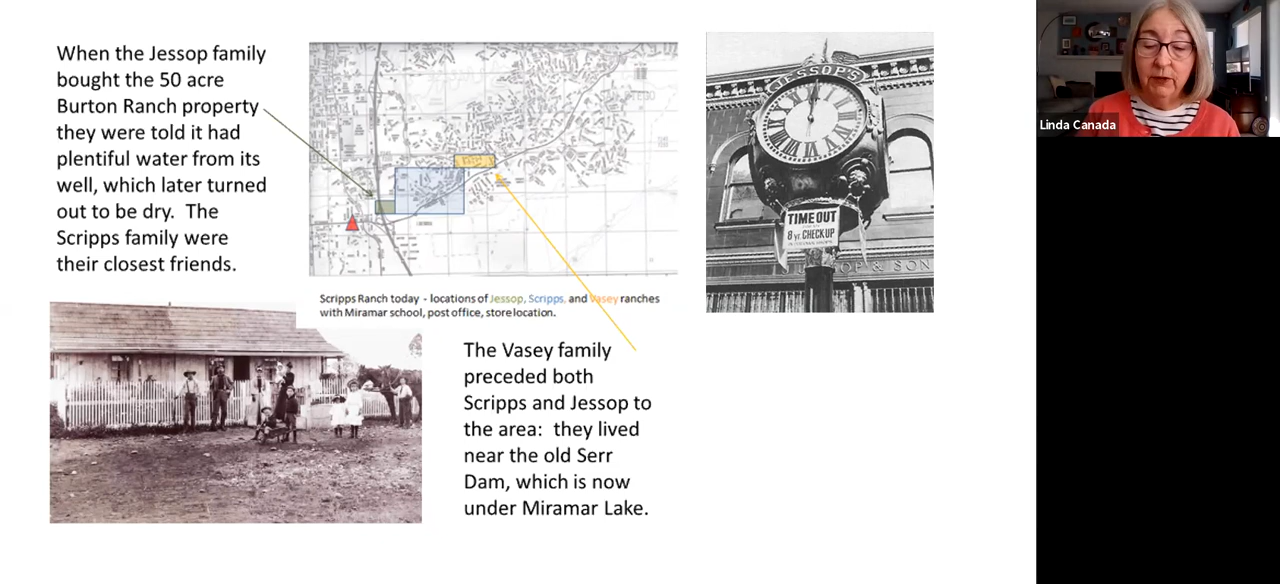 When the Jessop family
bought the 50 acre
Burton Ranch property
they were told it had
plentiful water from its
well, which later turned
out to be dry.  The
Scripps family were
their closest friends.
Scripps Ranch today - locations of Jessop, Scripps, and Vasey ranches
with Miramar school, post office, store location.
The Vasey family
preceded both
Scripps and Jessop to
the area:  they lived
near the old Serr
Dam, which is now
under Miramar Lake.
JESSOP'S
TIME OUT
8 yr. CHECK UP
& SON
Linda Canada